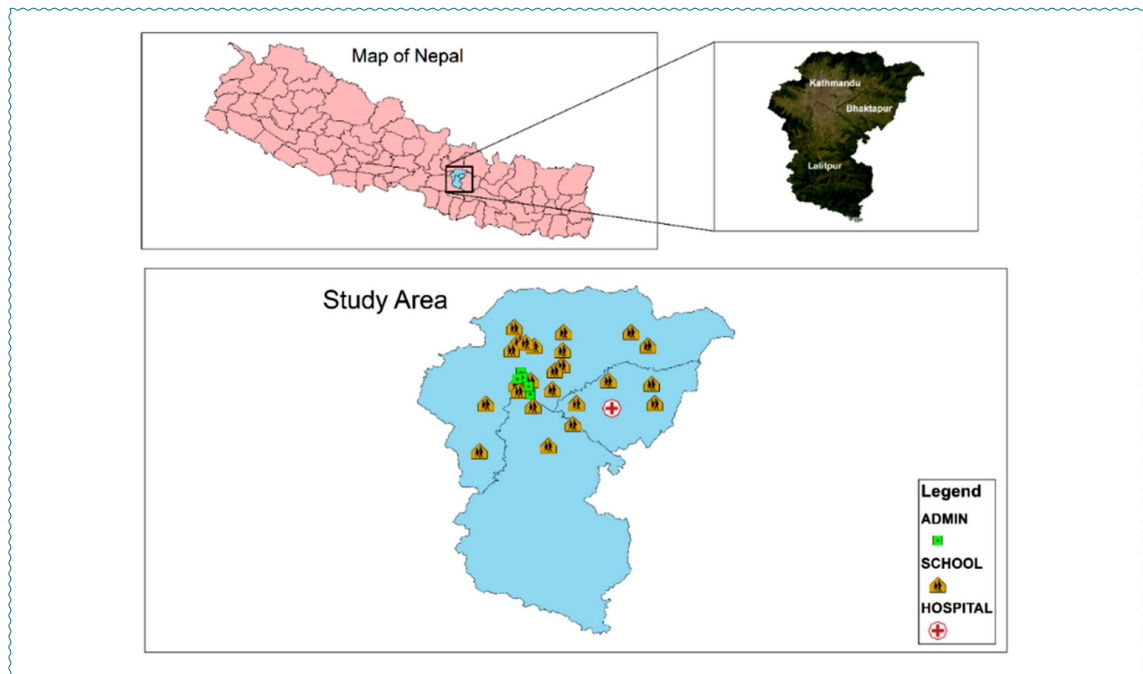 Map of Nepal
Kathmandu
Bhaktapur
Lalitpur
Study Area
Legend
ADMIN
SCHOOL
HOSPITAL